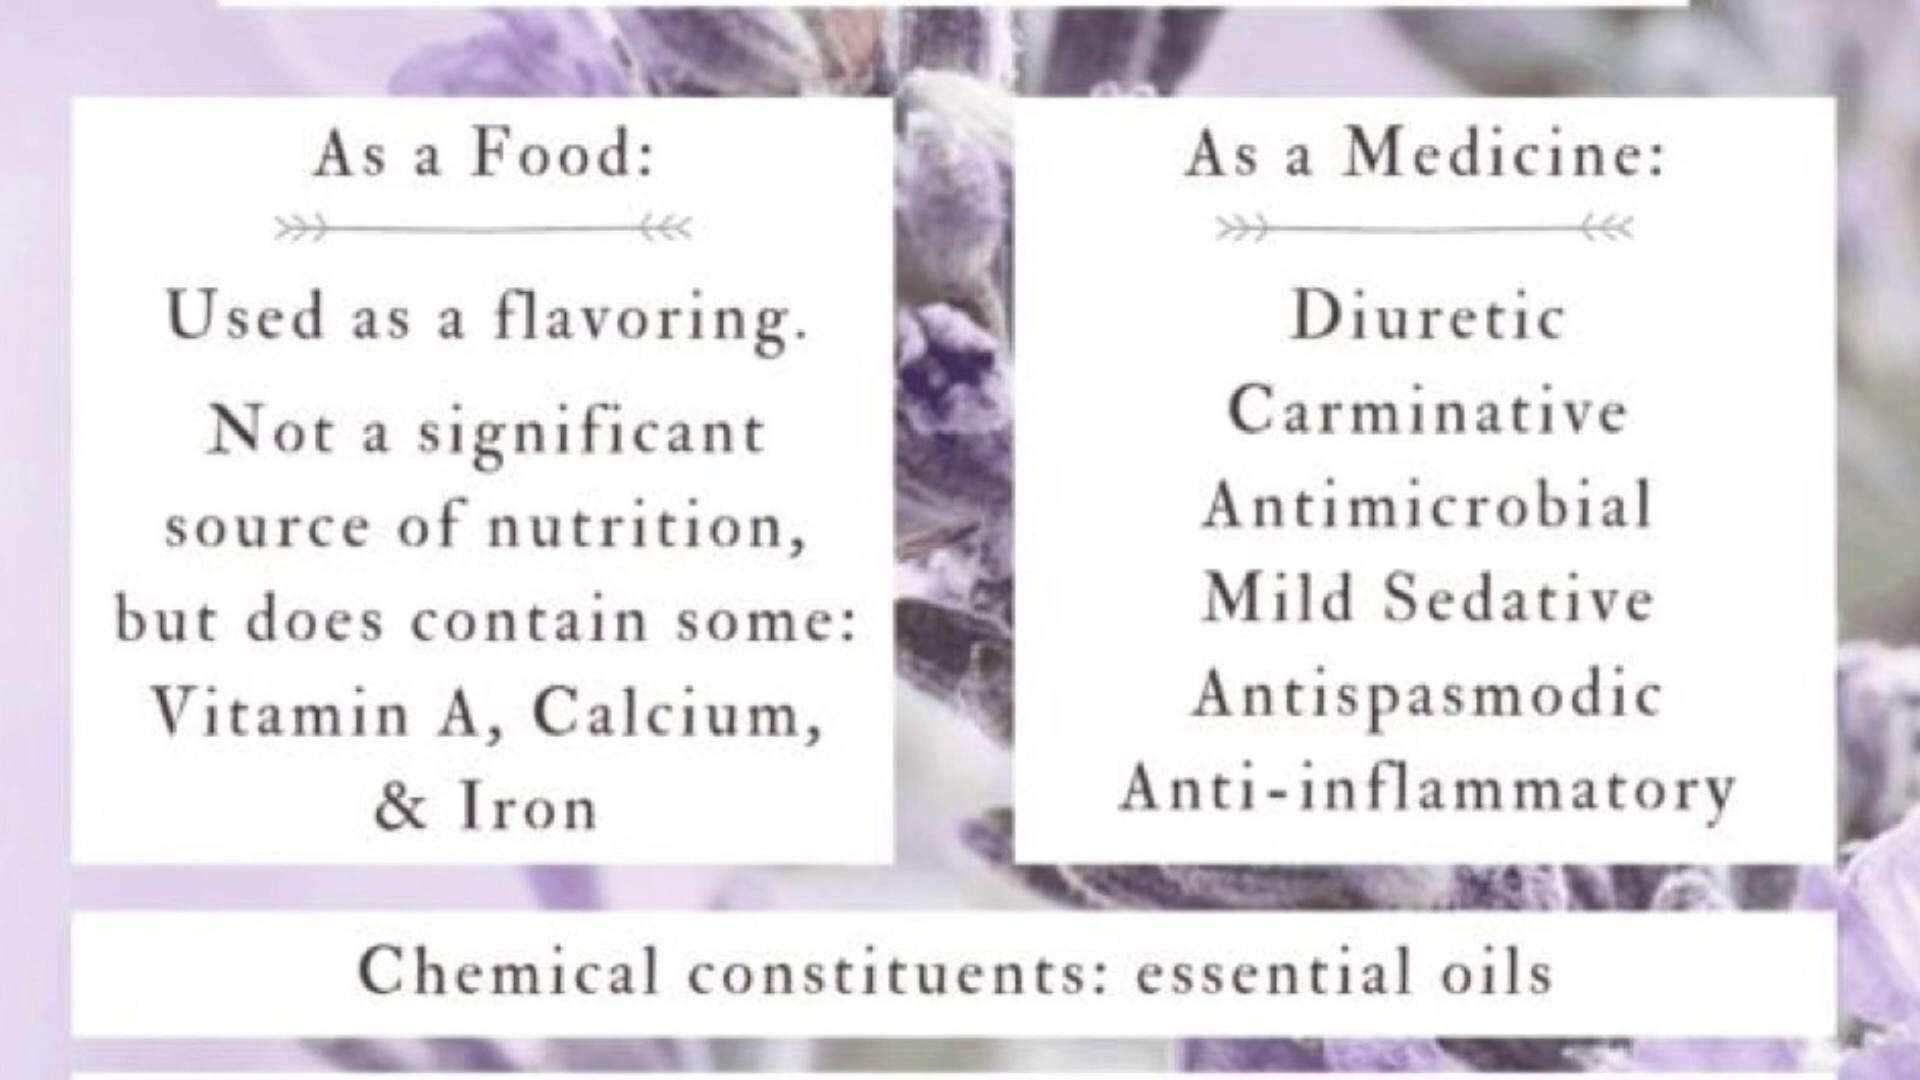 As a Food:
Used as a flavoring.
Not a significant
source of nutrition,
but does contain some:
Vitamin A, Calcium,
& Iron
As a Medicine:
Diuretic
Carminative
Antimicrobial
Mild Sedative
Antispasmodic
Anti-inflammatory
Chemical constituents: essential oils